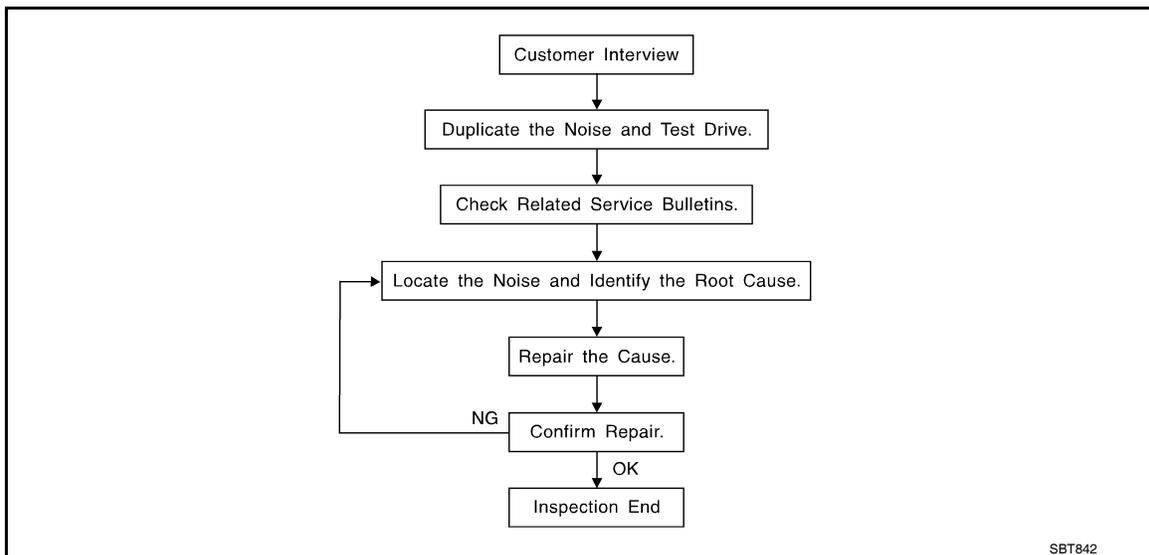 Customer Interview
Duplicate the Noise and Test Drive.
Check Related Service Bulletins.
Locate the Noise and Identify the Root Cause.
Repair the Cause.
NG
Confirm Repair.
OK
Inspection End
SBT842